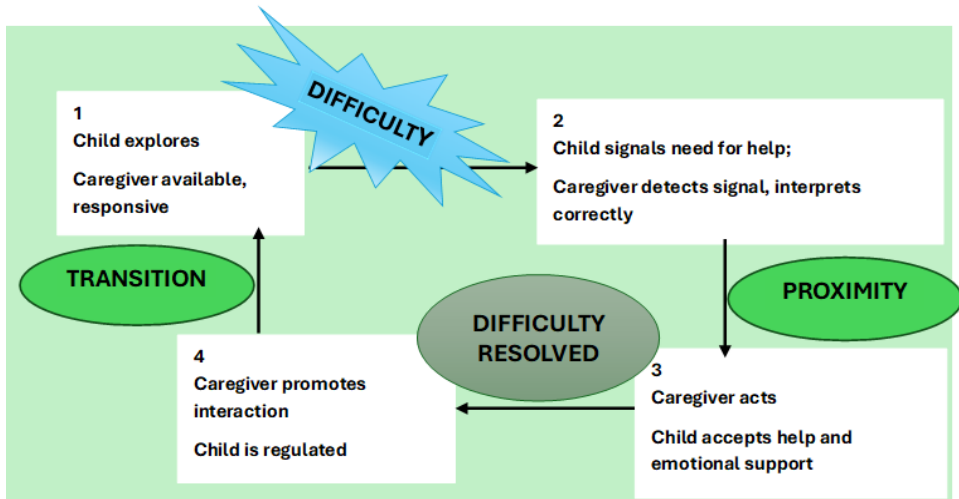 1
Child explores
Caregiver available,
responsive
DIFFICULTY
2
Child signals need for help;
Caregiver detects signal, interprets
correctly
PROXIMITY
3
Caregiver acts
Child accepts help and
emotional support
DIFFICULTY
RESOLVED
4
Caregiver promotes
interaction
Child is regulated
TRANSITION